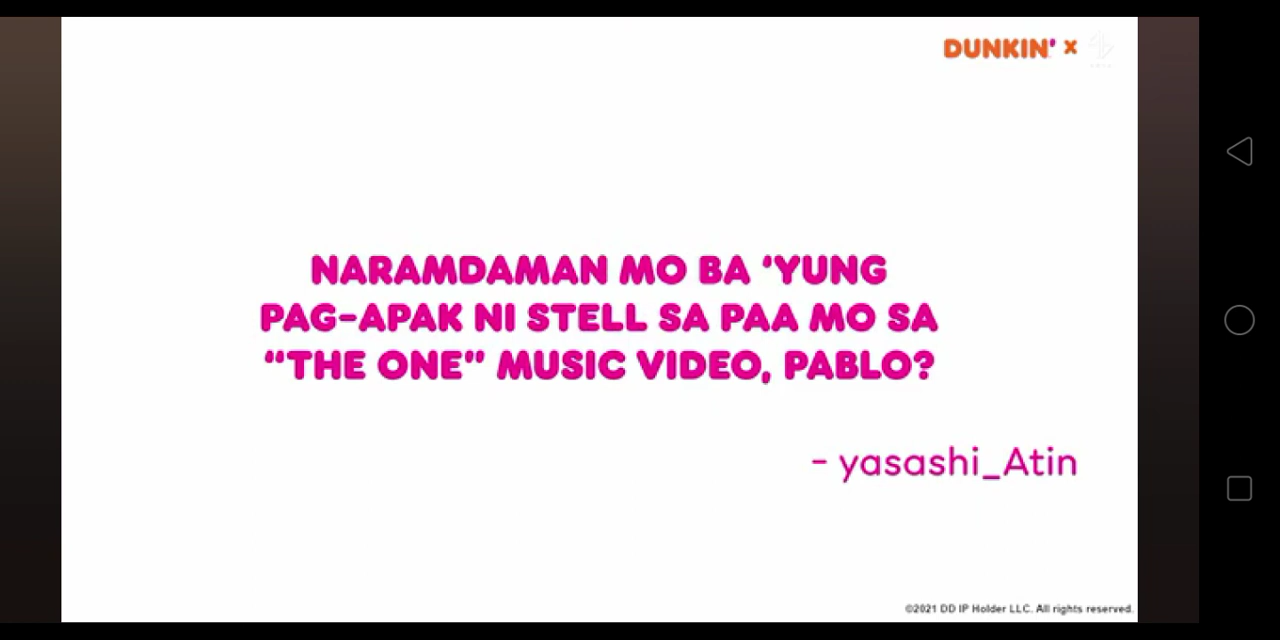 DUNKIN' x
NARAMDAMAN MO BA ‘YUNG
PAG-APAK NI STELL SA PAA MO SA
“THE ONE” MUSIC VIDEO, PABLO?
- yasashi_Atin
©2021 DD IP Holder LLC. All rights reserved.